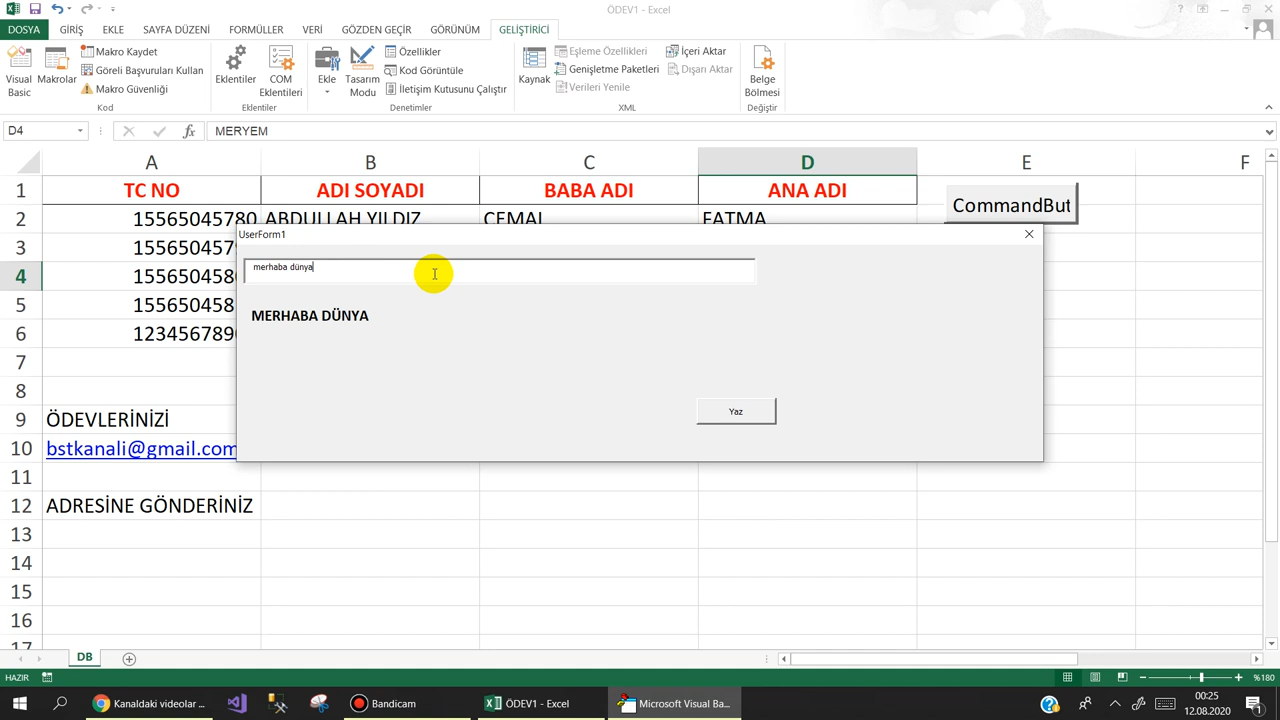 ÖDEV1 - Excel
DOSYA GİRİŞ EKLE SAYFA DÜZENİ FORMÜLLER VERİ GÖZDEN GEÇİR GÖRÜNÜM GELİŞTİRİCİ
Visual Basic
Makrolar
Makro Kaydet
Göreli Başvuruları Kullan
Makro Güvenliği
Kod
Eklentiler
COM Eklentileri
Eklentiler
Ekle
Tasarım Modu
Özellikler
Kod Görüntüle
İletişim Kutusunu Çalıştır
Denetimler
Kaynak
Eşleme Özellikleri
Genişletme Paketleri
Verileri Yenile
İçeri Aktar
Dışarı Aktar
XML
Belge Bölmesi
Değiştir
D4 fx MERYEM
A B C D E F
1 TC NO ADI SOYADI BABA ADI ANA ADI
CommandBut
2 15565045780 ABDULLAH YILDIZ CEMAL FATMA
UserForm1
3 1556504579
merhaba dünya
4 1556504580
5 155650458
MERHABA DÜNYA
6 123456789
7
8
Yaz
9 ÖDEVLERİNİZİ
10 bstkanali@gmail.com
11
12 ADRESİNE GÖNDERİNİZ
13
14
15
16
17
DB
HAZIR %180
Kanaldaki videolar ...
Bandicam
ÖDEV1 - Excel
Microsoft Visual Ba...
00:25
12.08.2020